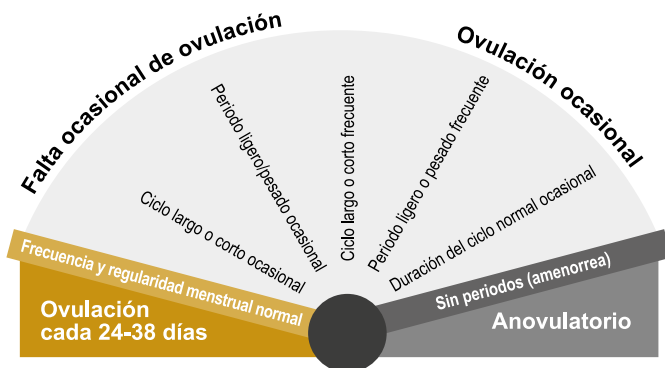 Falta ocasional de ovulación
Ovulación ocasional
Ciclo largo o corto ocasional
Periodo ligero/pesado ocasional
Ciclo largo o corto frecuente
Periodo ligero o pesado frecuente
Duración del ciclo normal ocasional
Frecuencia y regularidad menstrual normal
Sin periodos (amenorrea)
Ovulación
cada 24-38 días
Anovulatorio